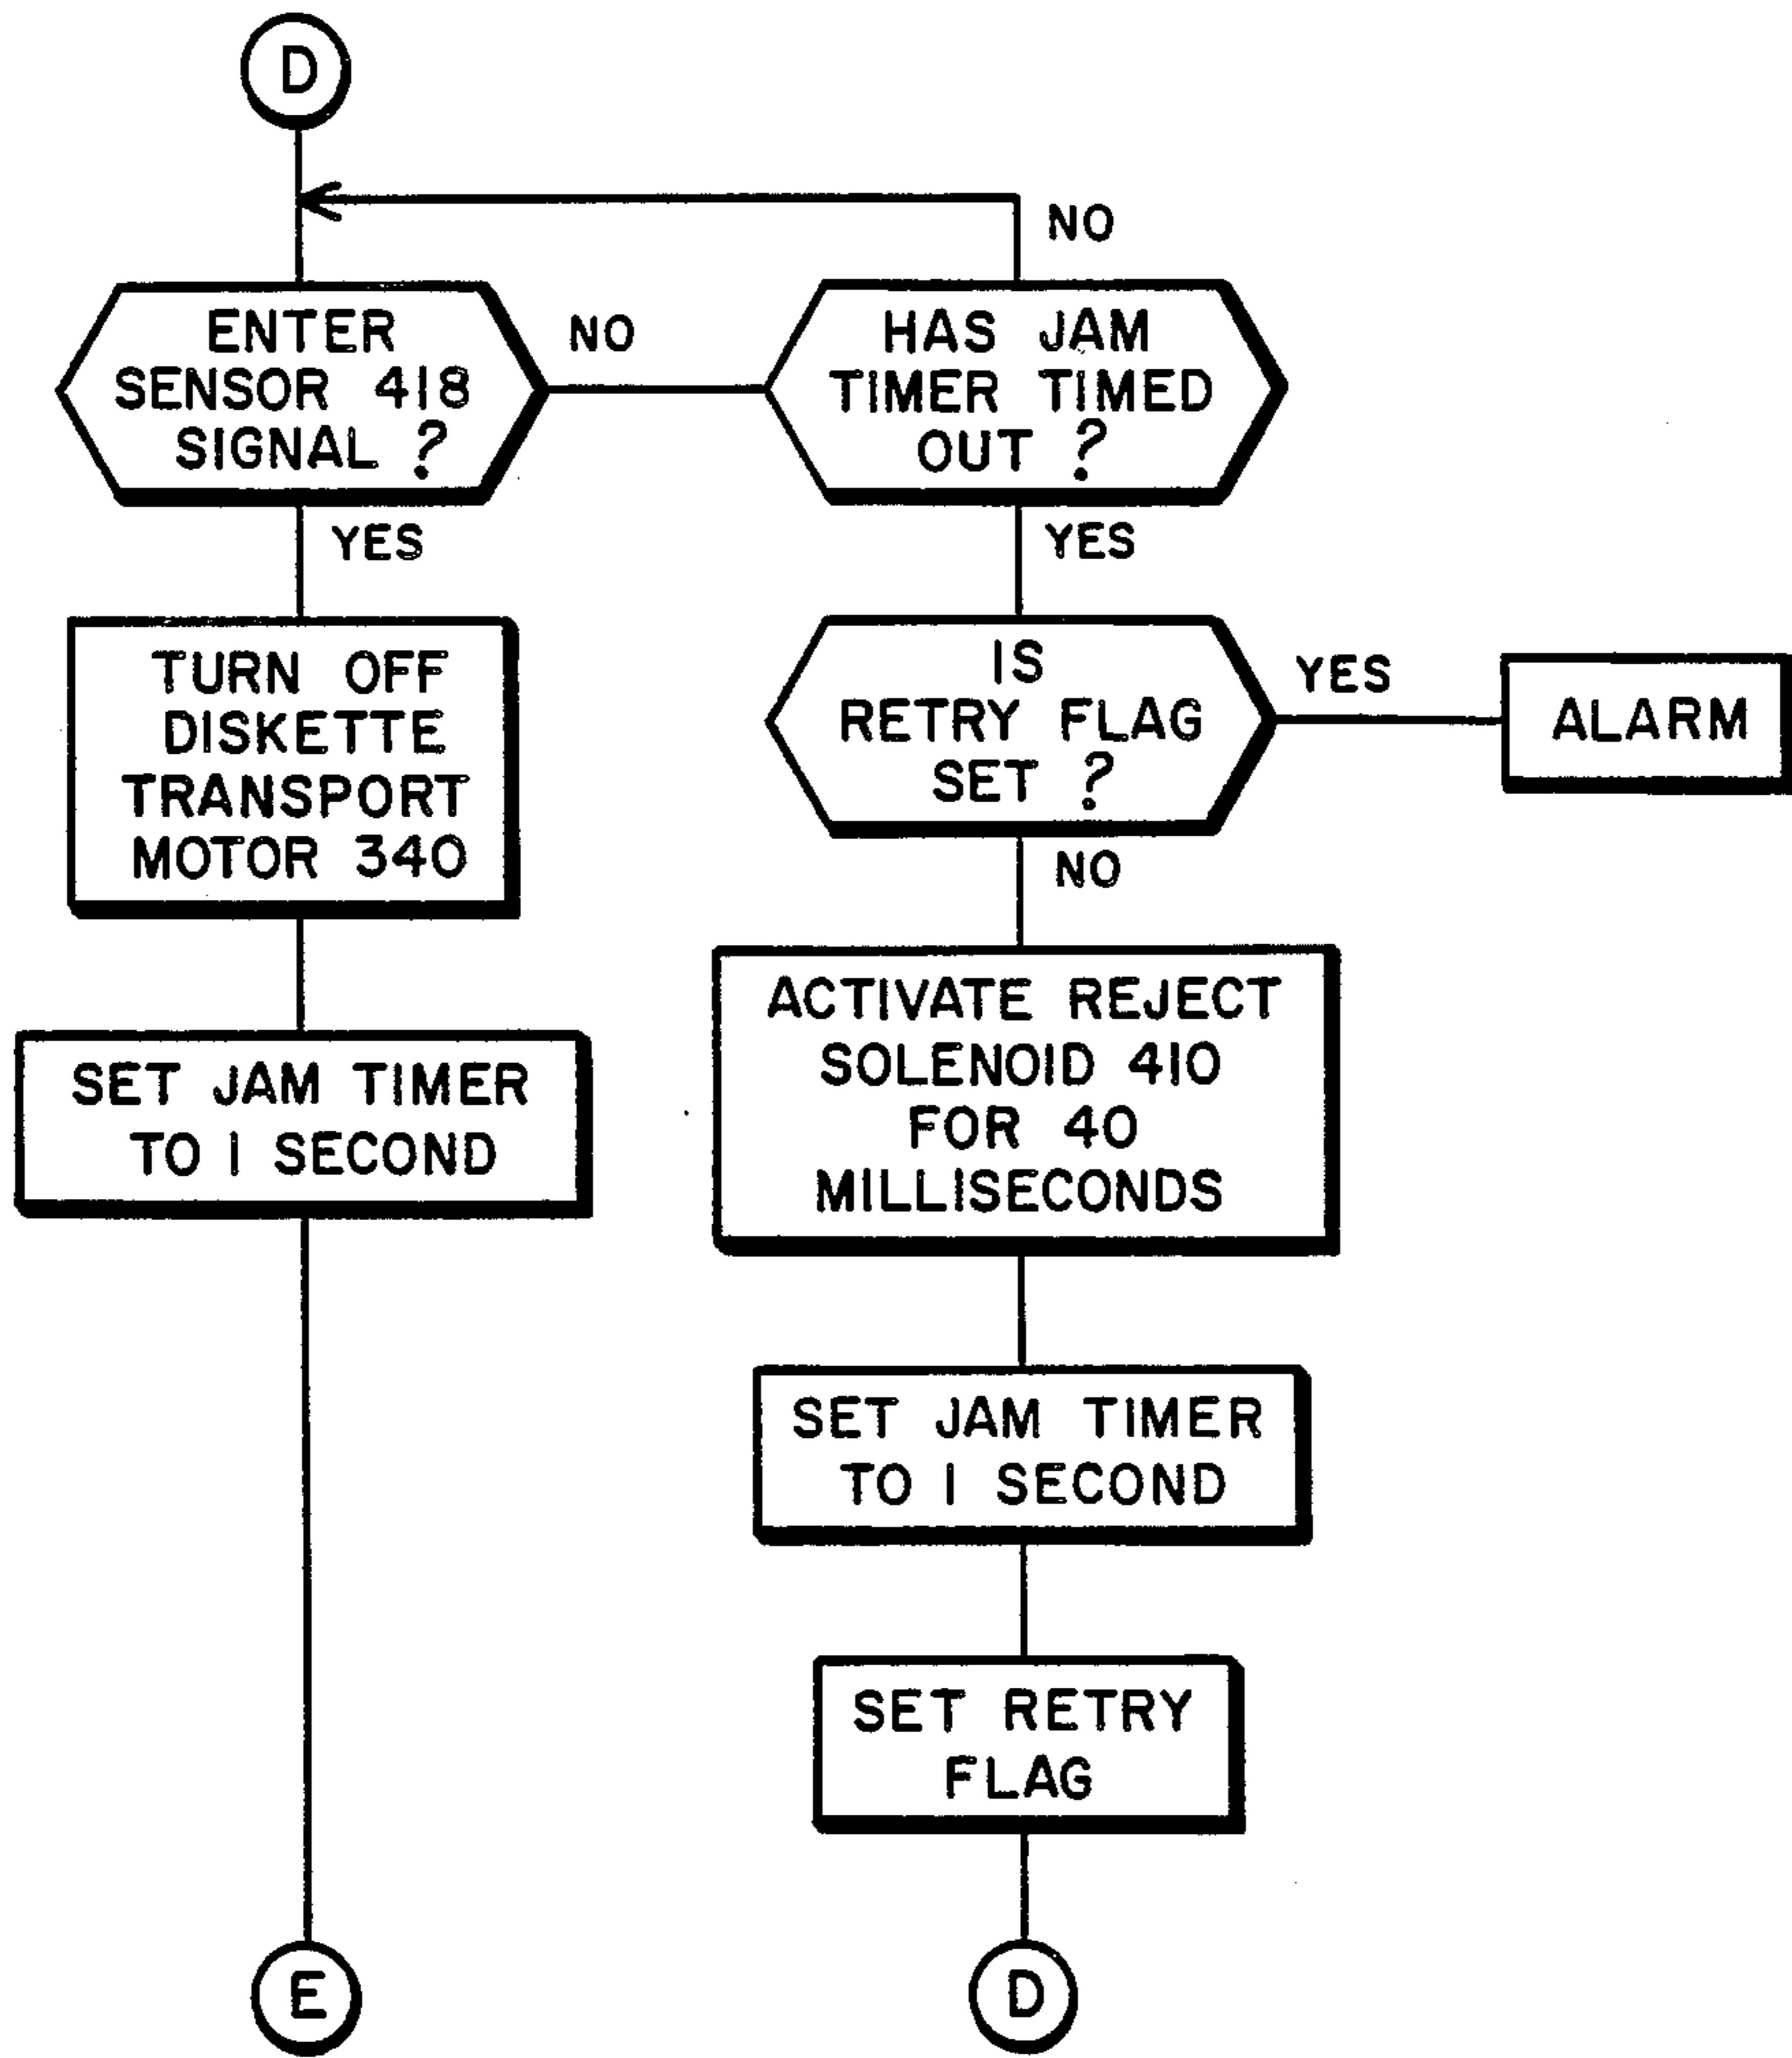 D
NO
ENTER
SENSOR 418
SIGNAL ?
NO
HAS JAM
TIMER TIMED
OUT ?
YES
YES
TURN OFF
DISKETTE
TRANSPORT
MOTOR 340
IS
RETRY FLAG
SET ?
YES
ALARM
NO
SET JAM TIMER
TO 1 SECOND
ACTIVATE REJECT
SOLENOID 410
FOR 40
MILLISECONDS
SET JAM TIMER
TO 1 SECOND
SET RETRY
FLAG
E
D